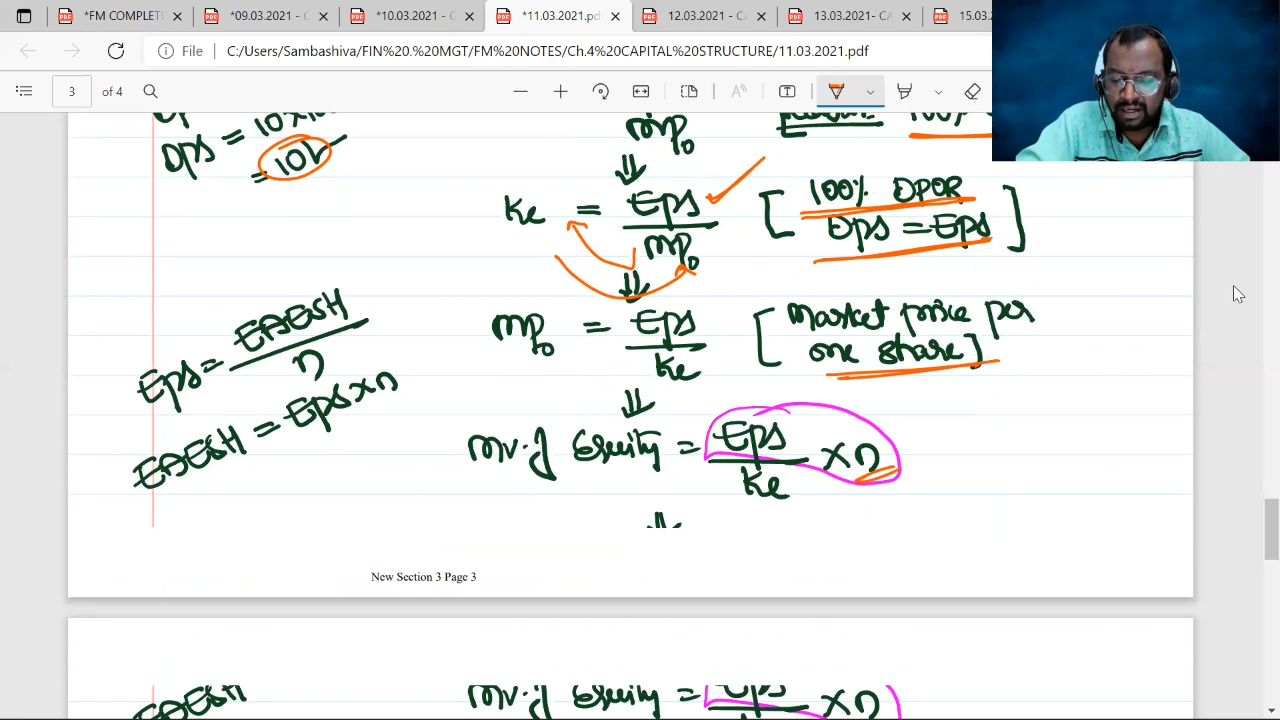 *FM COMPLETE
*09.03.2021 -
*10.03.2021 - C
*11.03.2021.pd
12.03.2021 - CA
13.03.2021- CA
15.03
File
C:/Users/Sambashiva/FIN%20.%20MGT/FM%20NOTES/Ch.4%20CAPITAL%20STRUCTURE/11.03.2021.pdf
3 of 4
DPS =
= 10/-
MP0
Ke = EPS
MP0
[ 100% DPOR
DPS = EPS ]
MP0 = EPS
Ke
[ Market price per
one share ]
EPS = EAESH
n
EAESH = EPS x n
MV. of Equity = EPS
Ke
x n
New Section 3 Page 3
EAESH
MV. of Equity = EPS x n